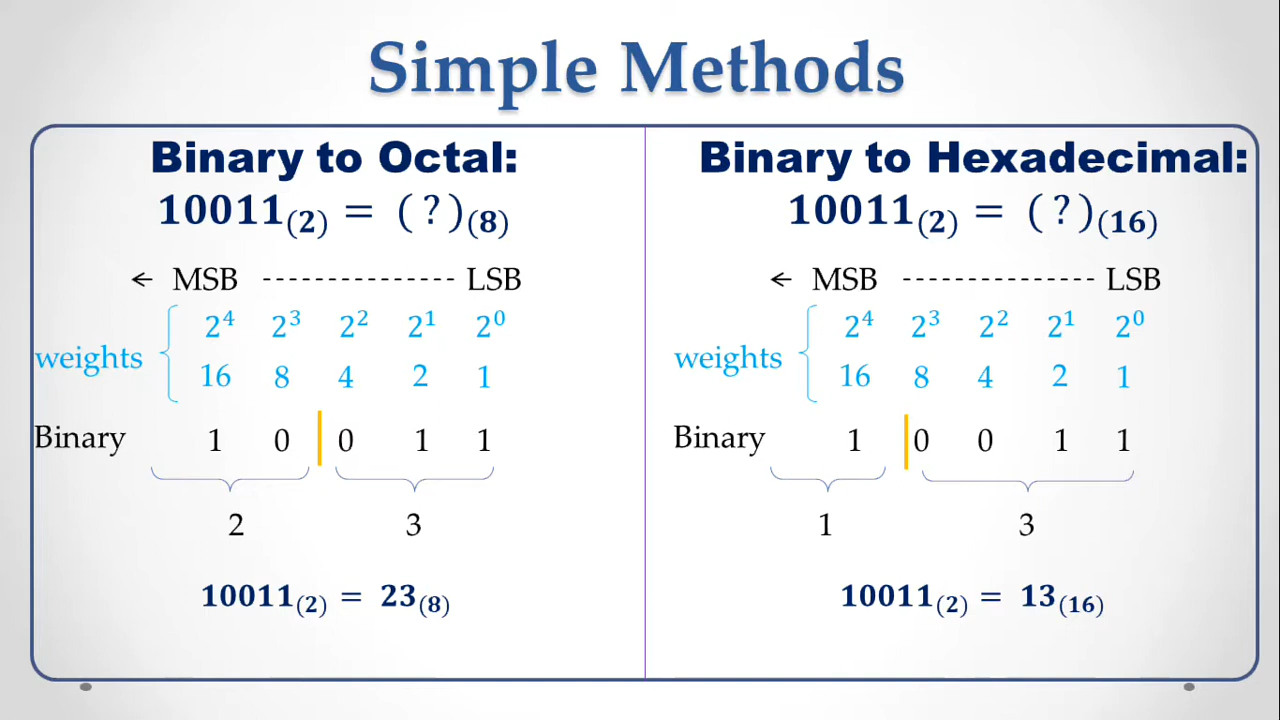 Simple Methods
Binary to Octal:
10011₍₂₎ = (?)₍₈₎
← MSB -------------- LSB
2⁴ 2³ 2² 2¹ 2⁰
weights
16 8 4 2 1
Binary 1 0 0 1 1
2 3
10011₍₂₎ = 23₍₈₎
Binary to Hexadecimal:
10011₍₂₎ = (?)₍₁₆₎
← MSB -------------- LSB
2⁴ 2³ 2² 2¹ 2⁰
weights
16 8 4 2 1
Binary 1 0 0 1 1
1 3
10011₍₂₎ = 13₍₁₆₎